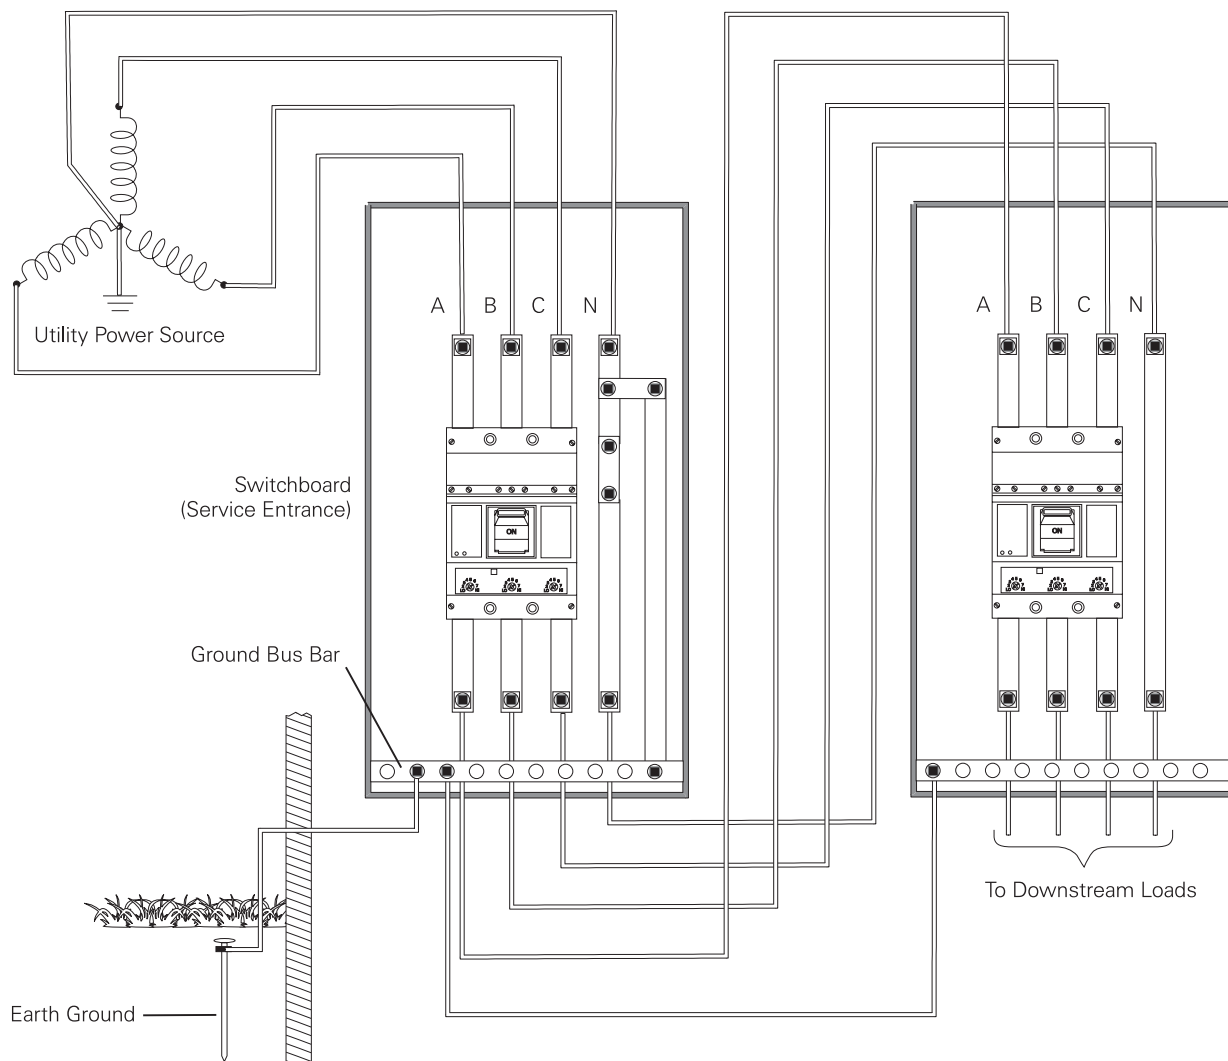 Utility Power Source
A B C N
A B C N
Switchboard
(Service Entrance)
ON
ON
Ground Bus Bar
To Downstream Loads
Earth Ground